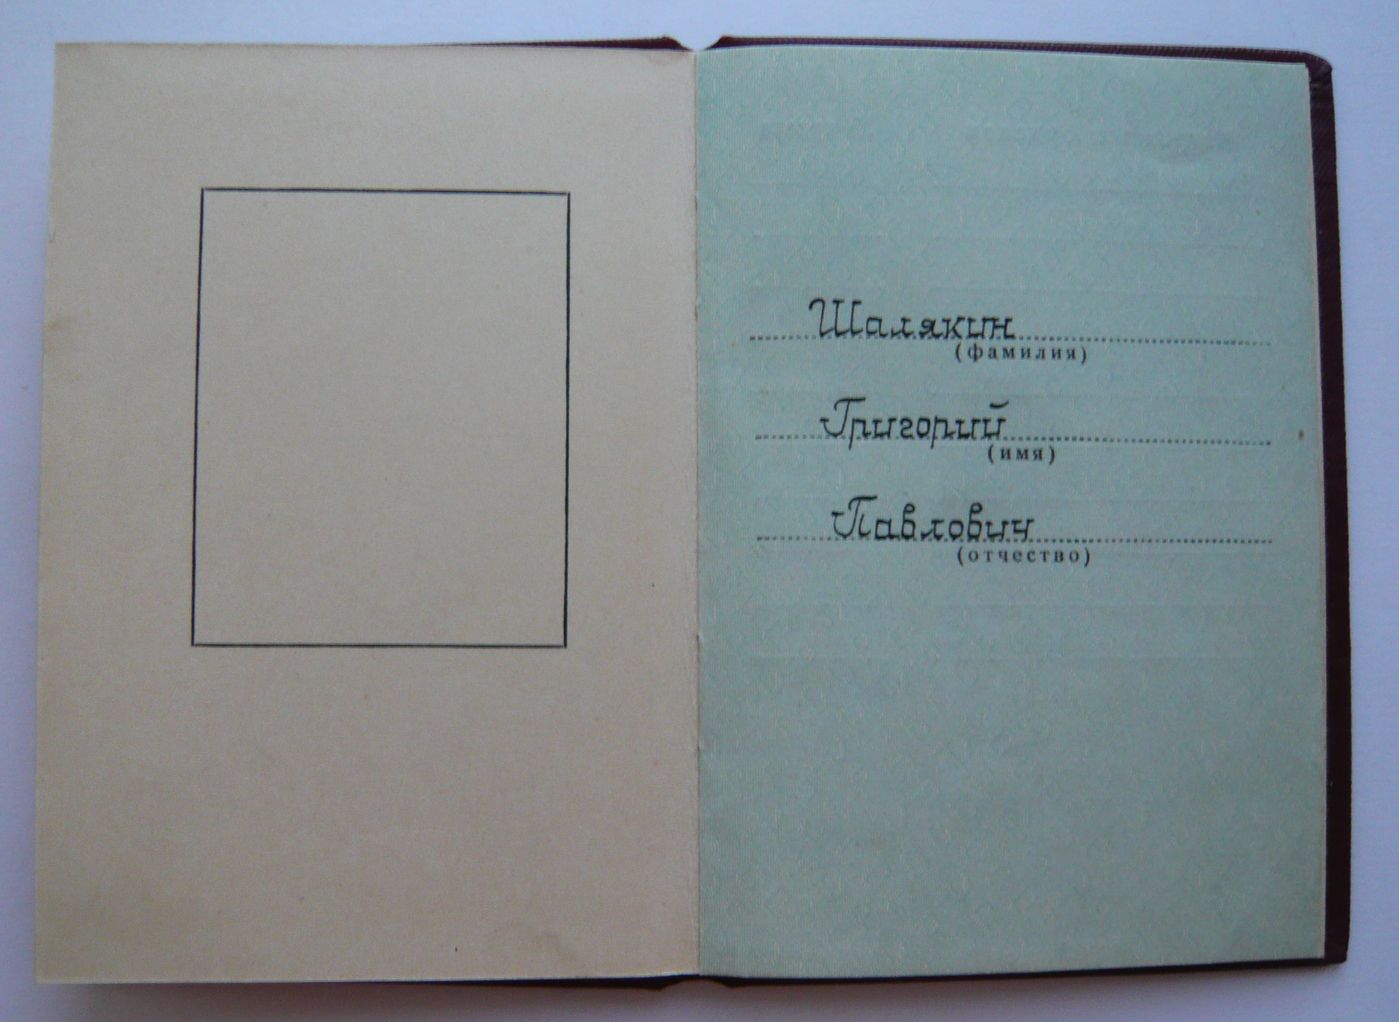 Шалякин
(фамилия)
Григорий
(имя)
Павлович
(отчество)